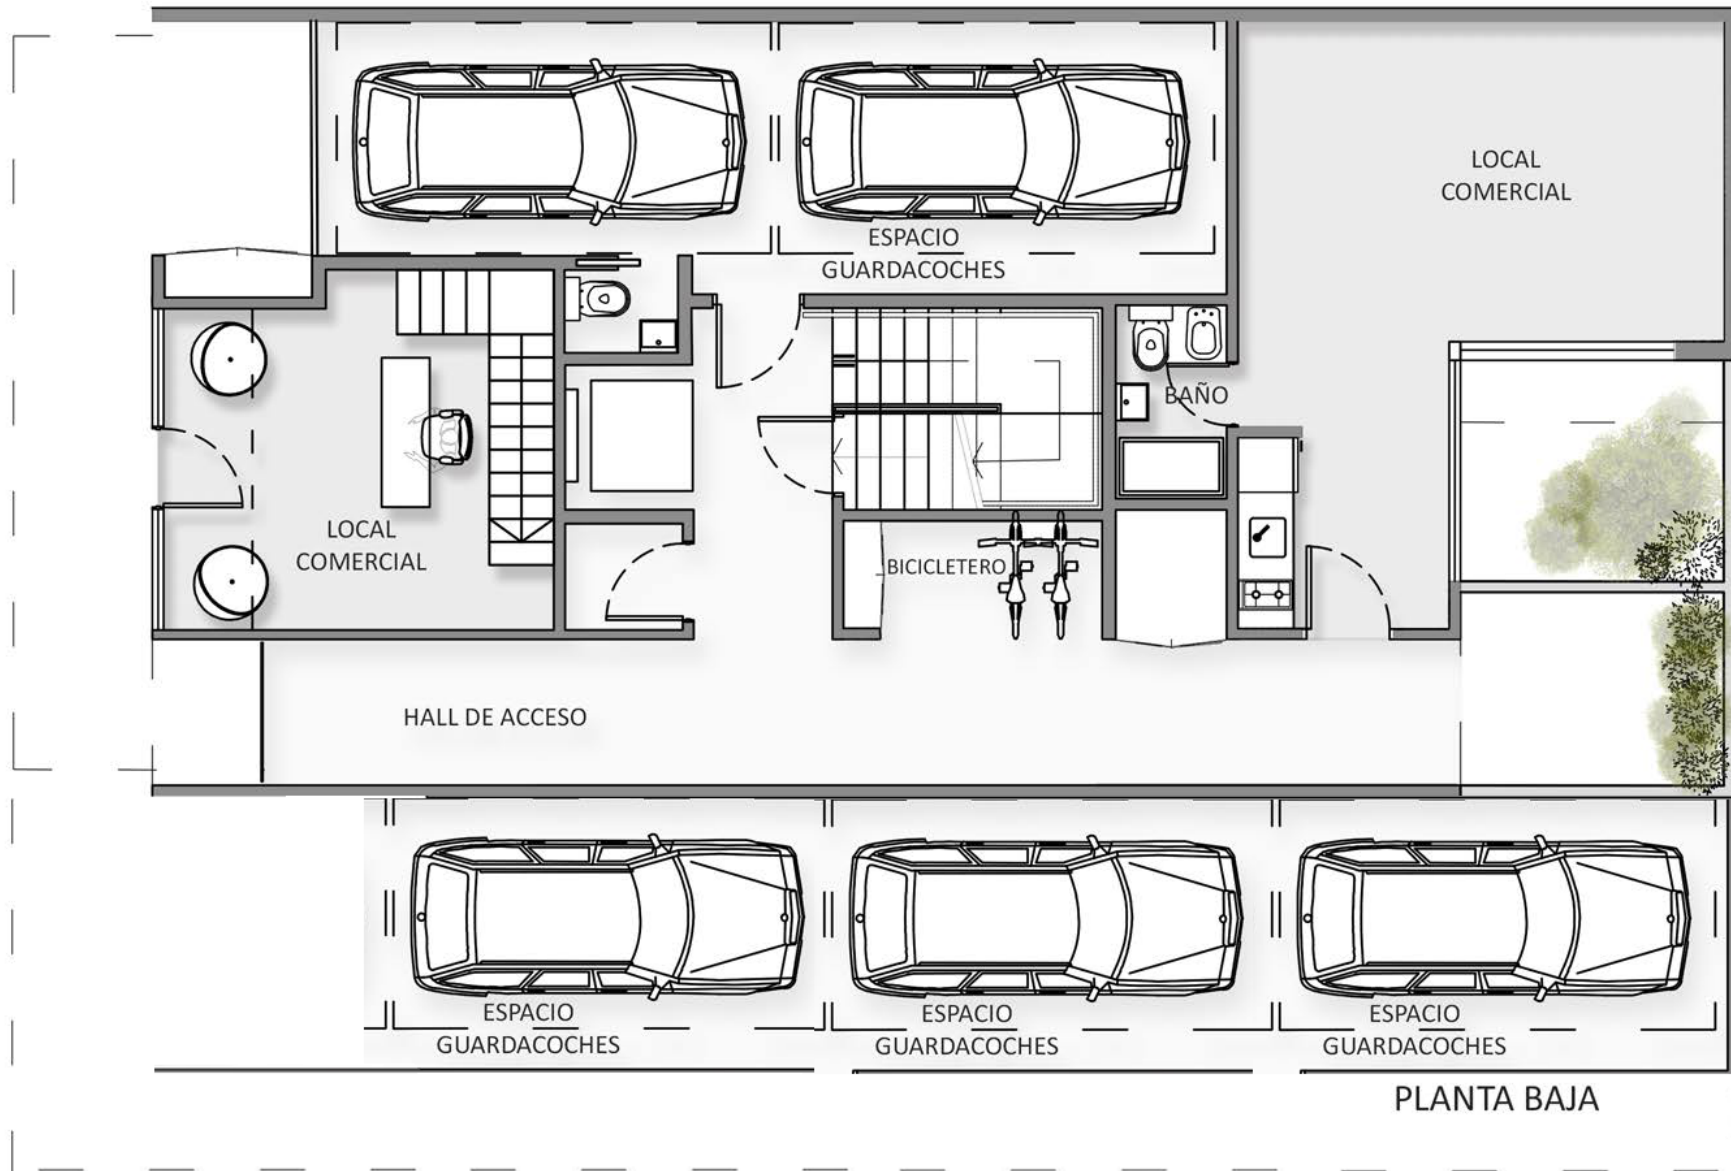 LOCAL
COMERCIAL
ESPACIO
GUARDACOCHES
BAÑO
LOCAL
COMERCIAL
BICICLETERO
HALL DE ACCESO
ESPACIO
GUARDACOCHES
ESPACIO
GUARDACOCHES
ESPACIO
GUARDACOCHES
PLANTA BAJA